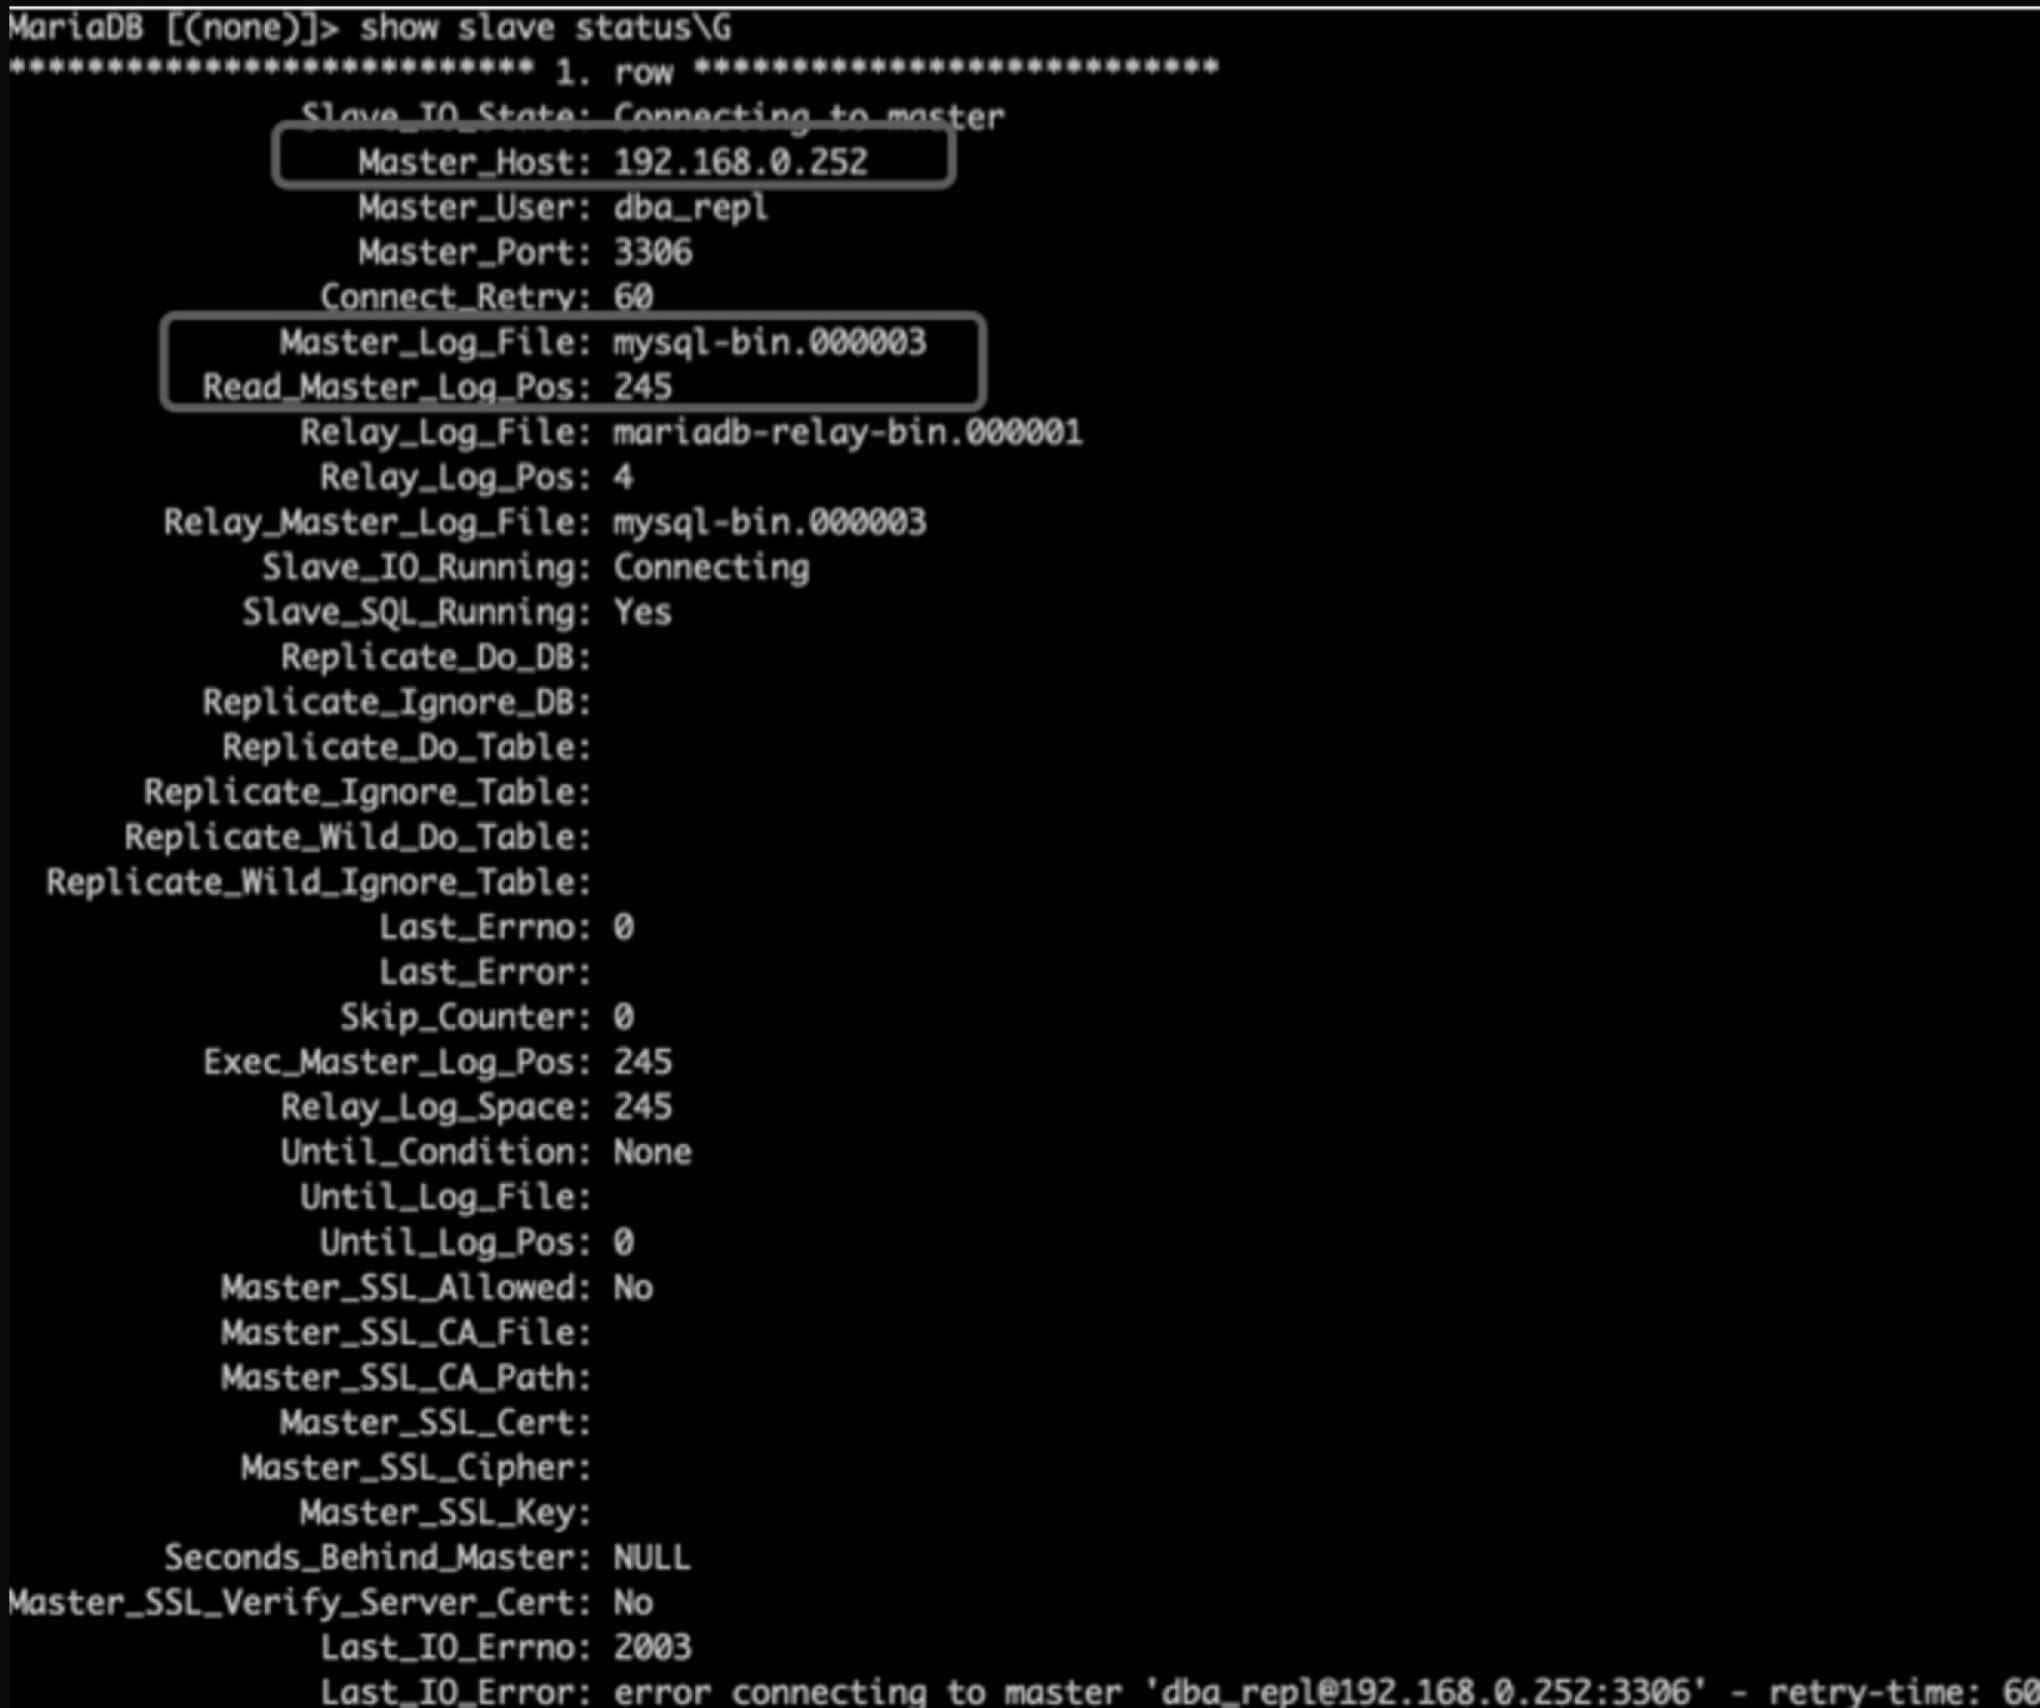 MariaDB [(none)]> show slave status\G
*************************** 1. row ***************************
Slave_IO_State: Connecting to master
Master_Host: 192.168.0.252
Master_User: dba_repl
Master_Port: 3306
Connect_Retry: 60
Master_Log_File: mysql-bin.000003
Read_Master_Log_Pos: 245
Relay_Log_File: mariadb-relay-bin.000001
Relay_Log_Pos: 4
Relay_Master_Log_File: mysql-bin.000003
Slave_IO_Running: Connecting
Slave_SQL_Running: Yes
Replicate_Do_DB:
Replicate_Ignore_DB:
Replicate_Do_Table:
Replicate_Ignore_Table:
Replicate_Wild_Do_Table:
Replicate_Wild_Ignore_Table:
Last_Errno: 0
Last_Error:
Skip_Counter: 0
Exec_Master_Log_Pos: 245
Relay_Log_Space: 245
Until_Condition: None
Until_Log_File:
Until_Log_Pos: 0
Master_SSL_Allowed: No
Master_SSL_CA_File:
Master_SSL_CA_Path:
Master_SSL_Cert:
Master_SSL_Cipher:
Master_SSL_Key:
Seconds_Behind_Master: NULL
Master_SSL_Verify_Server_Cert: No
Last_IO_Errno: 2003
Last_IO_Error: error connecting to master 'dba_repl@192.168.0.252:3306' - retry-time: 60